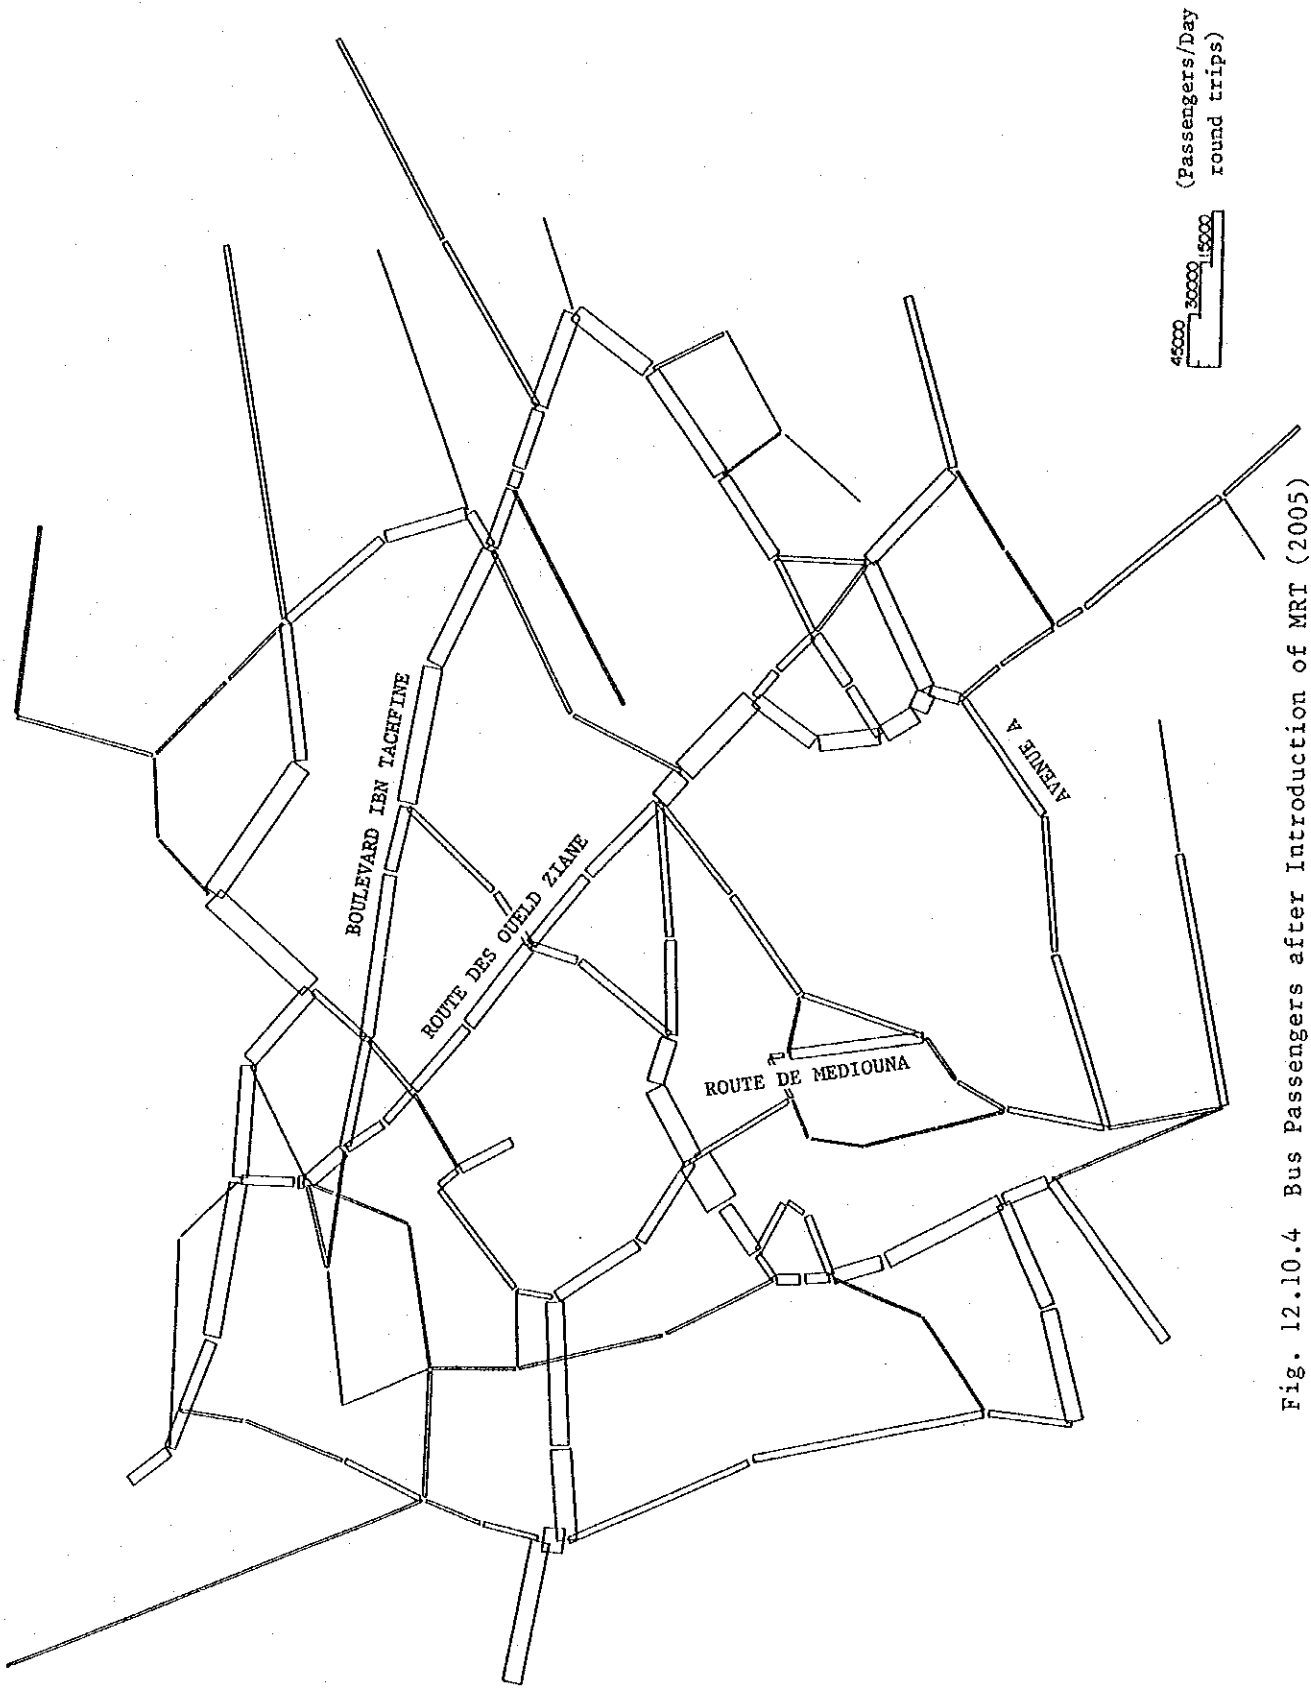 BOULEVARD IBN TACHFINE
ROUTE DES OUELD ZIANE
ROUTE DE MEDIOUNA
AVENUE A
45000
30000
15000
(Passengers/Day
round trips)
Fig. 12.10.4 Bus Passengers after Introduction of MRT (2005)